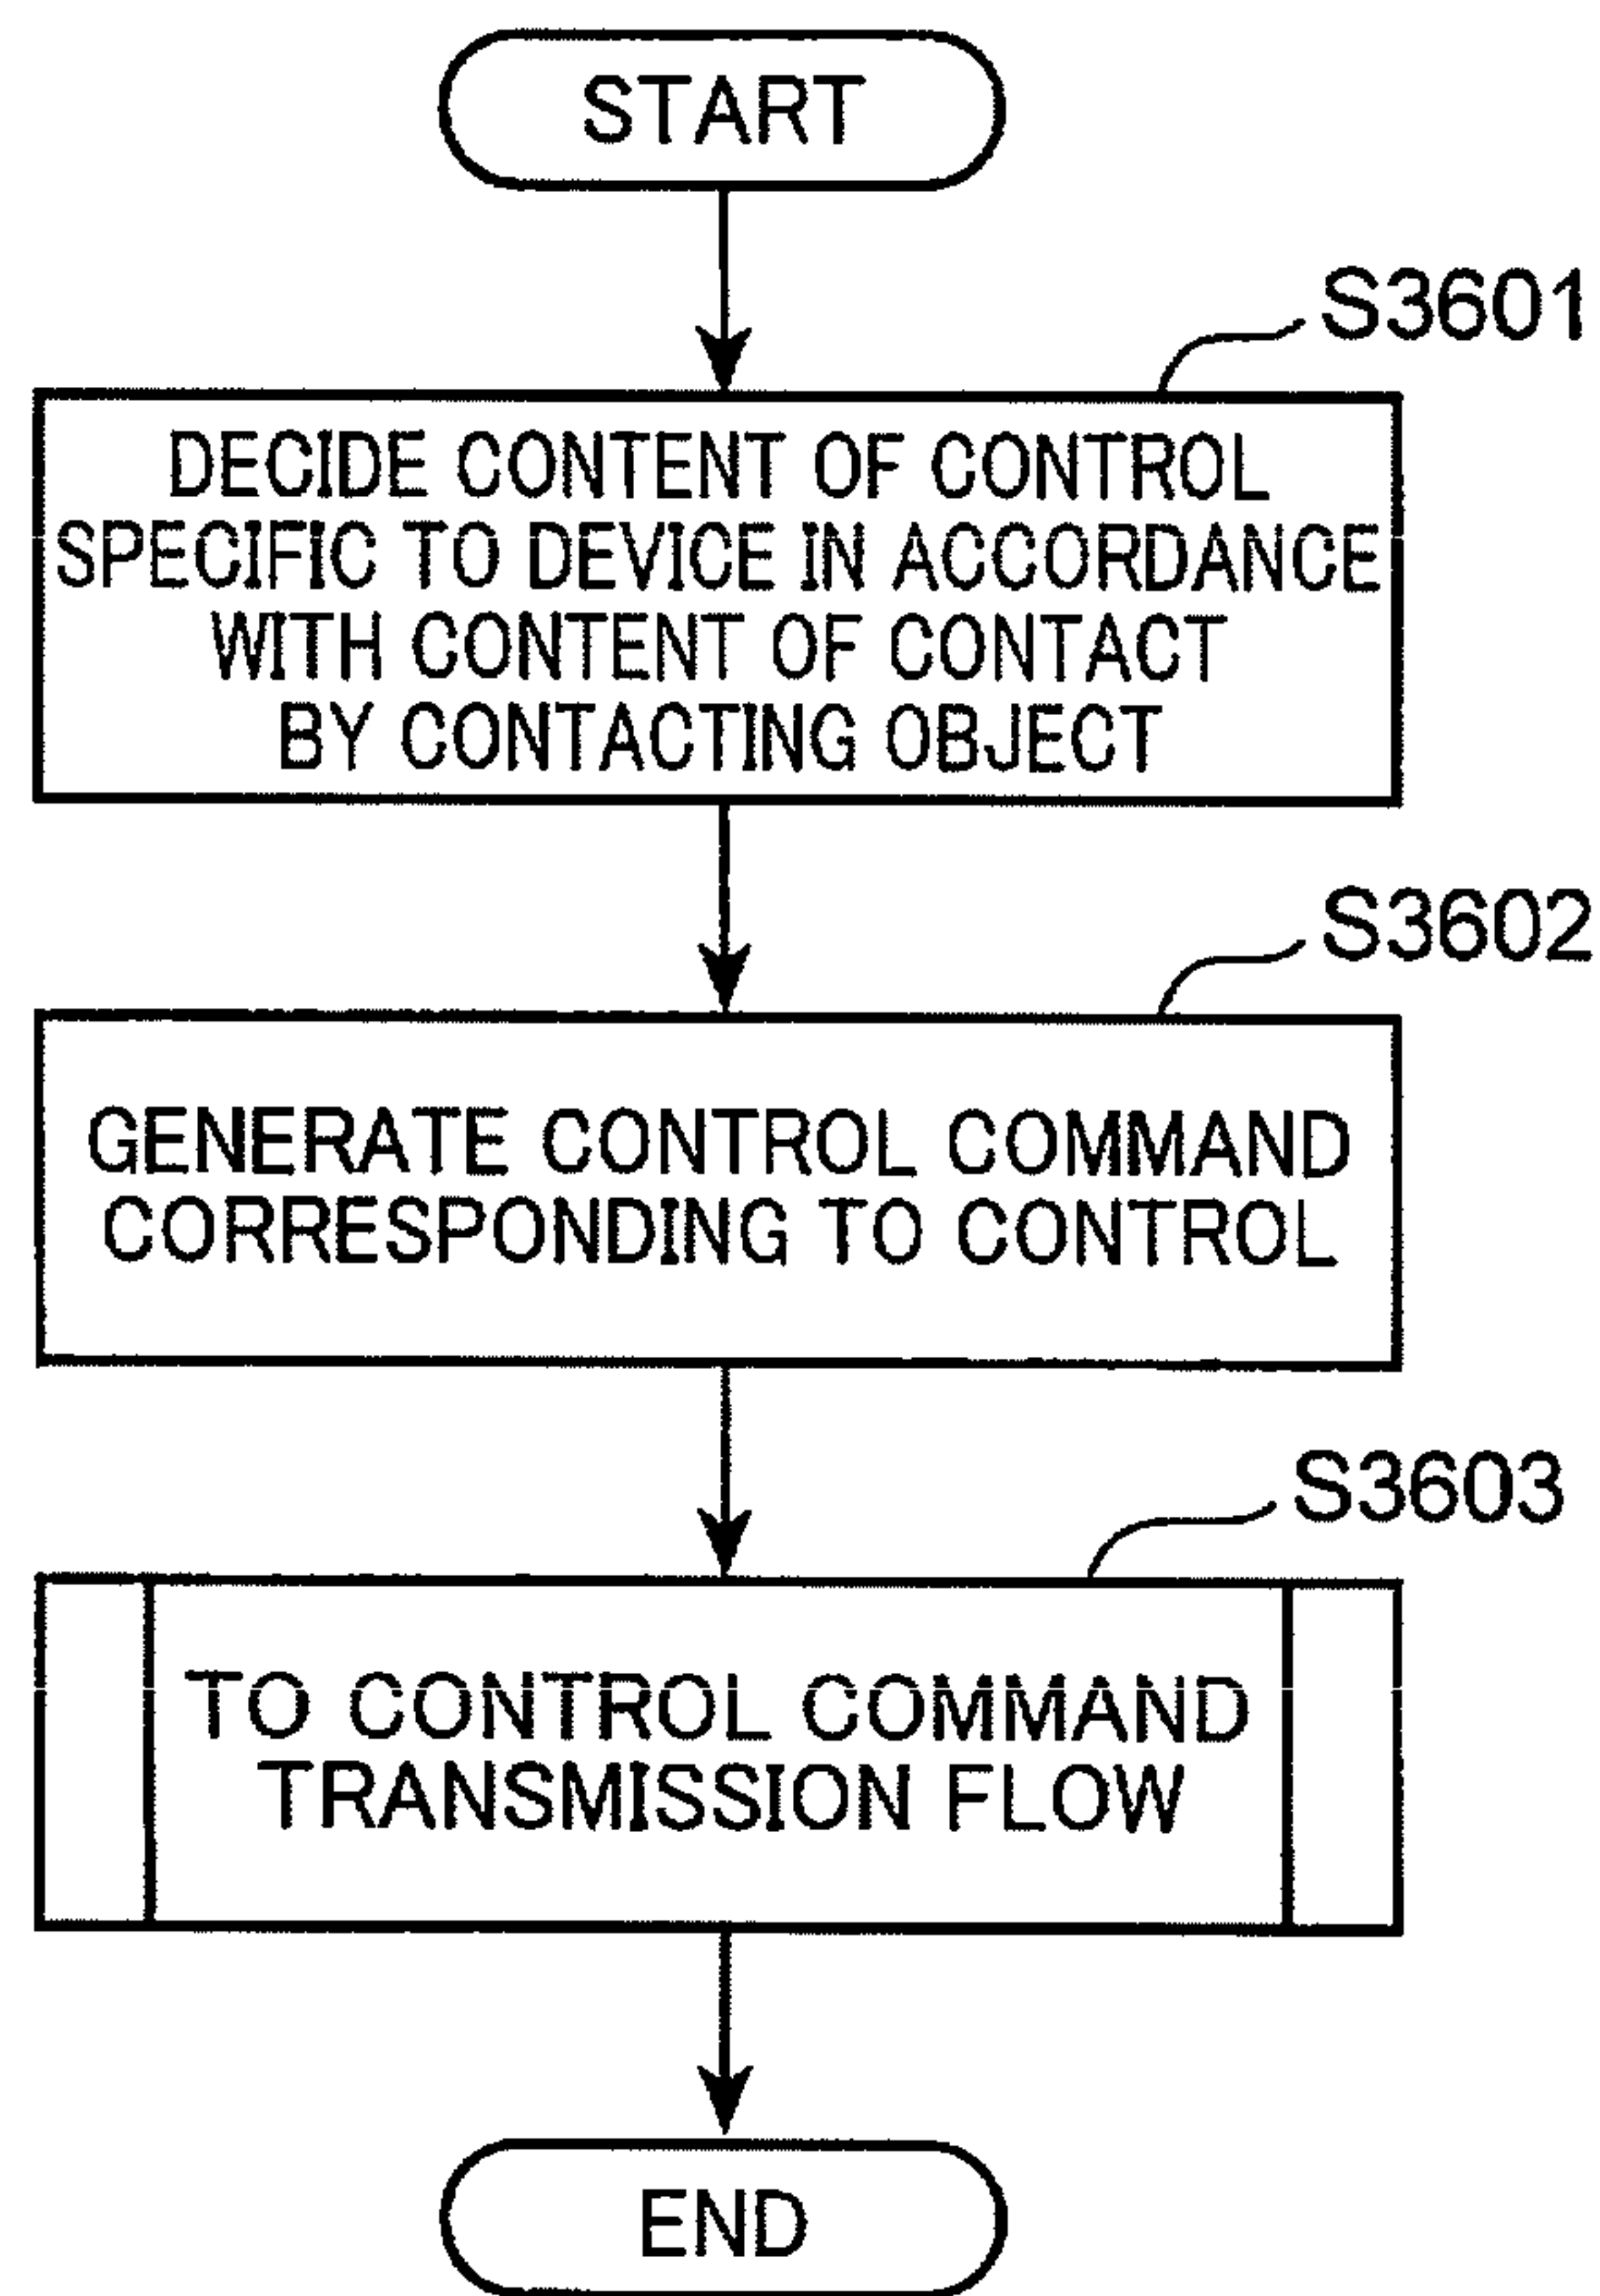 START
S3601
DECIDE CONTENT OF CONTROL
SPECIFIC TO DEVICE IN ACCORDANCE
WITH CONTENT OF CONTACT
BY CONTACTING OBJECT
S3602
GENERATE CONTROL COMMAND
CORRESPONDING TO CONTROL
S3603
TO CONTROL COMMAND
TRANSMISSION FLOW
END